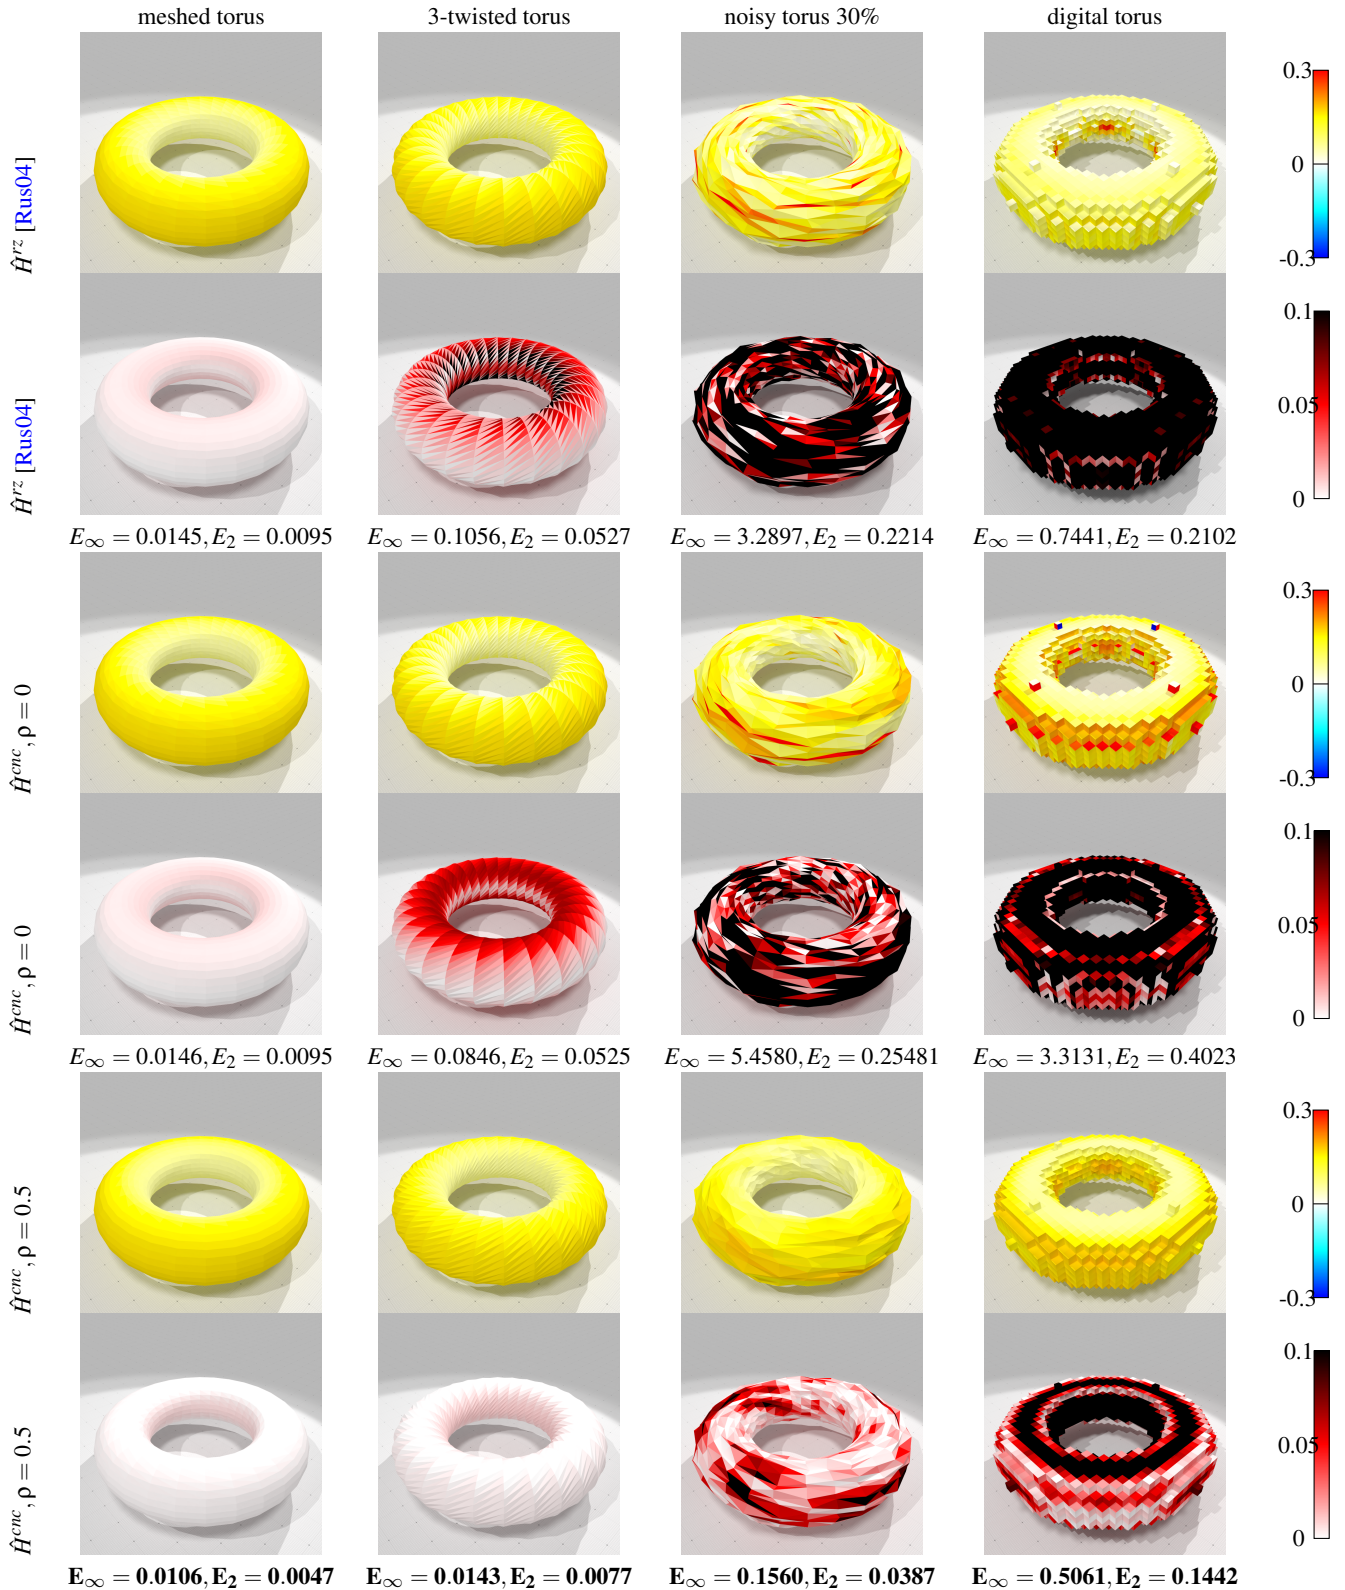 meshed torus 3-twisted torus noisy torus 30% digital torus
Ĥ^{rz} [Rus04]
0.3
0
-0.3
Ĥ^{rz} [Rus04]
0.1
0.05
0
E∞ = 0.0145, E₂ = 0.0095 E∞ = 0.1056, E₂ = 0.0527 E∞ = 3.2897, E₂ = 0.2214 E∞ = 0.7441, E₂ = 0.2102
Ĥ^{cnc}, ρ = 0
0.3
0
-0.3
Ĥ^{cnc}, ρ = 0
0.1
0.05
0
E∞ = 0.0146, E₂ = 0.0095 E∞ = 0.0846, E₂ = 0.0525 E∞ = 5.4580, E₂ = 0.25481 E∞ = 3.3131, E₂ = 0.4023
Ĥ^{cnc}, ρ = 0.5
0.3
0
-0.3
Ĥ^{cnc}, ρ = 0.5
0.1
0.05
0
E∞ = 0.0106, E₂ = 0.0047 E∞ = 0.0143, E₂ = 0.0077 E∞ = 0.1560, E₂ = 0.0387 E∞ = 0.5061, E₂ = 0.1442